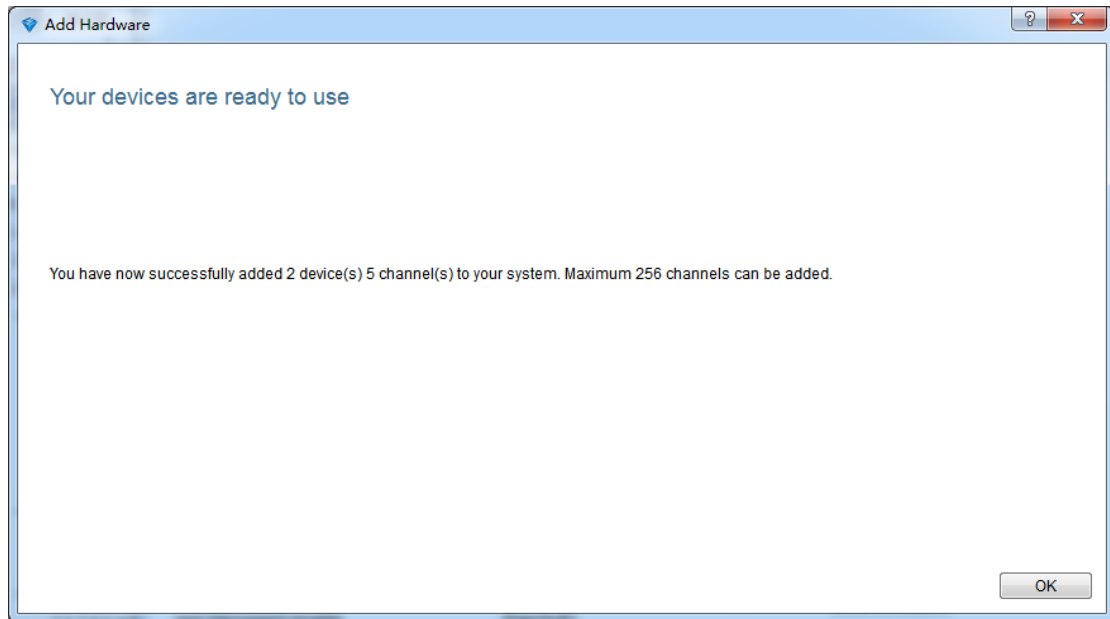 Add Hardware
?
Your devices are ready to use
You have now successfully added 2 device(s) 5 channel(s) to your system. Maximum 256 channels can be added.
OK